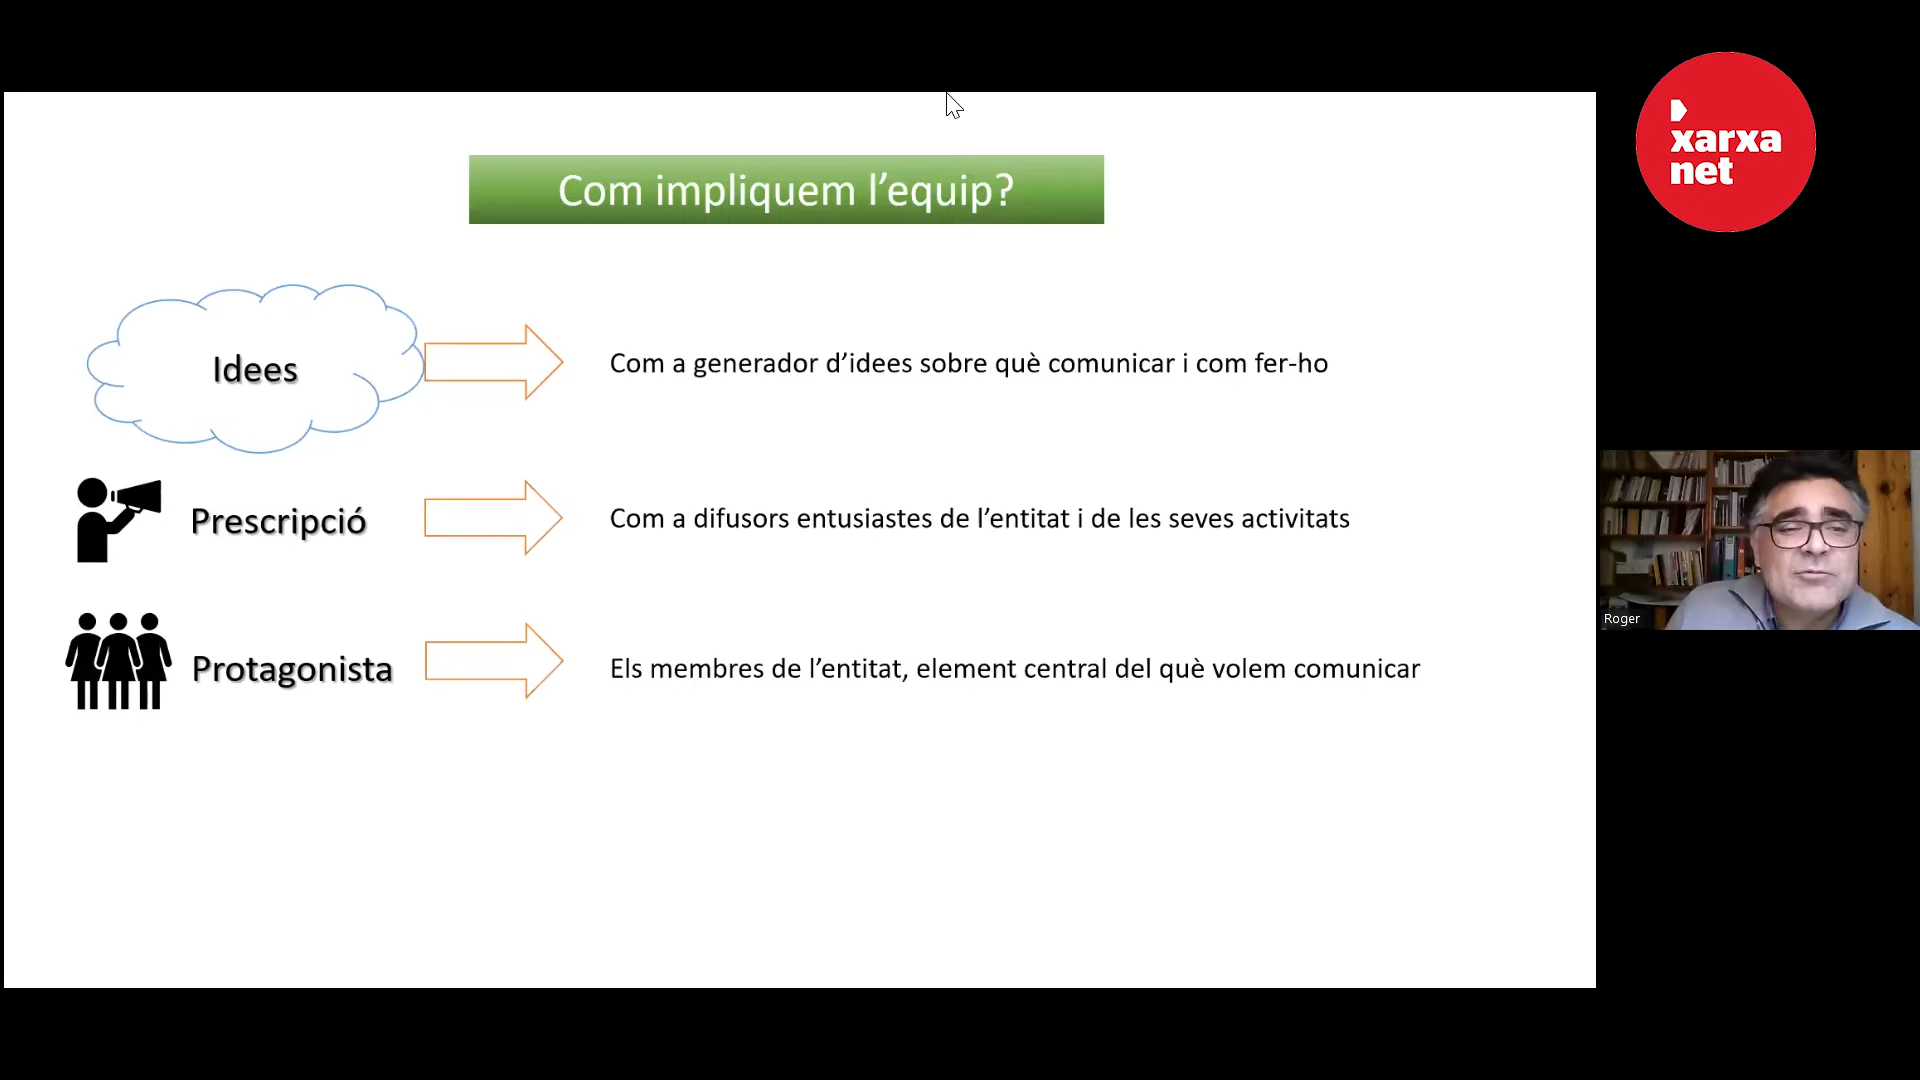 Com impliquem l’equip?
Idees
Com a generador d’idees sobre què comunicar i com fer-ho
Prescripció
Com a difusors entusiastes de l’entitat i de les seves activitats
Protagonista
Els membres de l’entitat, element central del què volem comunicar
xarxa
net
Roger